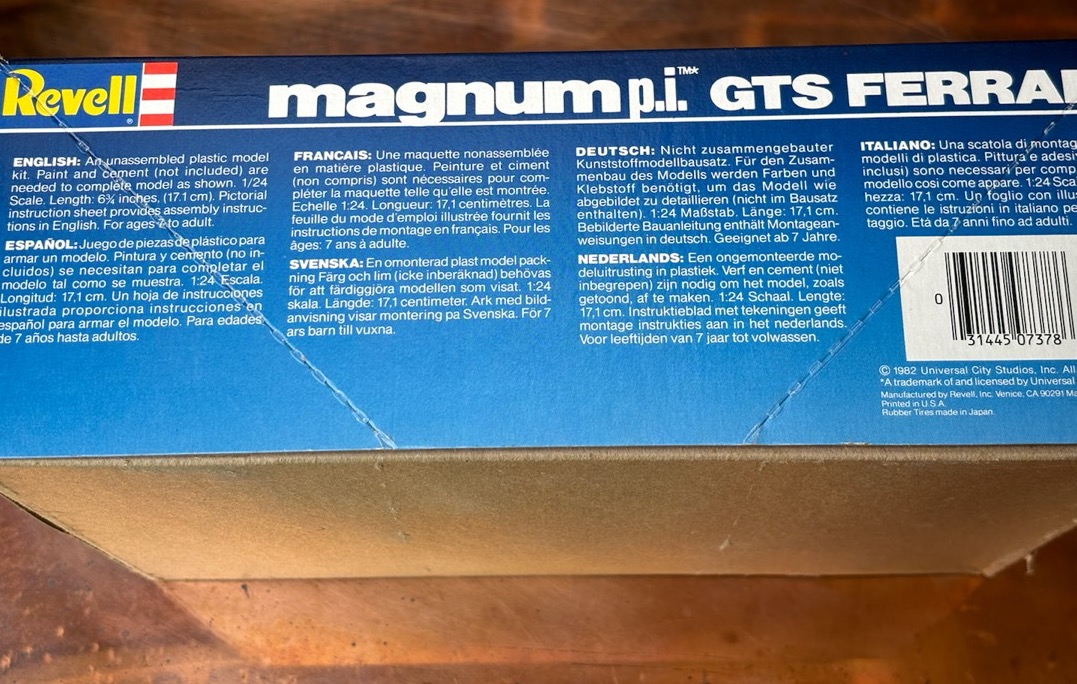 Revell®
magnum p.i.™* GTS FERRA
ENGLISH: An unassembled plastic model
kit. Paint and cement (not included) are
needed to complete model as shown. 1/24
Scale. Length: 6¾ inches, (17.1 cm). Pictorial
instruction sheet provides assembly instruc-
tions in English. For ages 7 to adult.
ESPAÑOL: Juego de piezas de plástico para
armar un modelo. Pintura y cemento (no in-
cluidos) se necesitan para completar el
modelo tal como se muestra. 1:24 Escala.
Longitud: 17,1 cm. Un hoja de instrucciones
ilustrada proporciona instrucciones en
español para armar el modelo. Para edades
de 7 años hasta adultos.
FRANCAIS: Une maquette nonassemblée
en matière plastique. Peinture et ciment
(non compris) sont nécessaires pour com-
pléter la maquette telle qu'elle est montrée.
Echelle 1:24. Longueur: 17,1 centimètres. La
feuille du mode d'emploi illustrée fournit les
instructions de montage en français. Pour les
âges: 7 ans à adulte.
SVENSKA: En omonterad plast model pack-
ning Färg och lim (icke inberäknad) behövas
för att färdiggjöra modellen som visat. 1:24
skala. Längde: 17,1 centimeter. Ark med bild-
anvisning visar montering pa Svenska. För 7
ars barn till vuxna.
DEUTSCH: Nicht zusammengebauter
Kunststoffmodellbausatz. Für den Zusam-
menbau des Modells werden Farben und
Klebstoff benötigt, um das Modell wie
abgebildet zu detaillieren (nicht im Bausatz
enthalten). 1:24 Maßstab. Länge: 17,1 cm.
Bebilderte Bauanleitung enthält Montagean-
weisungen in deutsch. Geeignet ab 7 Jahre.
NEDERLANDS: Een ongemonteerde mo-
deluitrusting in plastiek. Verf en cement (niet
inbegrepen) zijn nodig om het model, zoals
getoond, af te maken. 1:24 Schaal. Lengte:
17,1 cm. Instruktieblad met tekeningen geeft
montage instrukties aan in het nederlands.
Voor leeftijden van 7 jaar tot volwassen.
ITALIANO: Una scatola di montag
modelli di plastica. Pittura e adesi
inclusi) sono necessari per comp
modello cosi come appare. 1:24 Sca
hezza: 17,1 cm. Un foglio con illus
contiene le istruzioni in italiano pe
taggio. Etá da 7 anni fino ad adulti.
0 31445 07378
© 1982 Universal City Studios, Inc. All
*A trademark of and licensed by Universal
Manufactured by Revell, Inc. Venice, CA 90291 Ma
Printed in U.S.A.
Rubber Tires made in Japan.